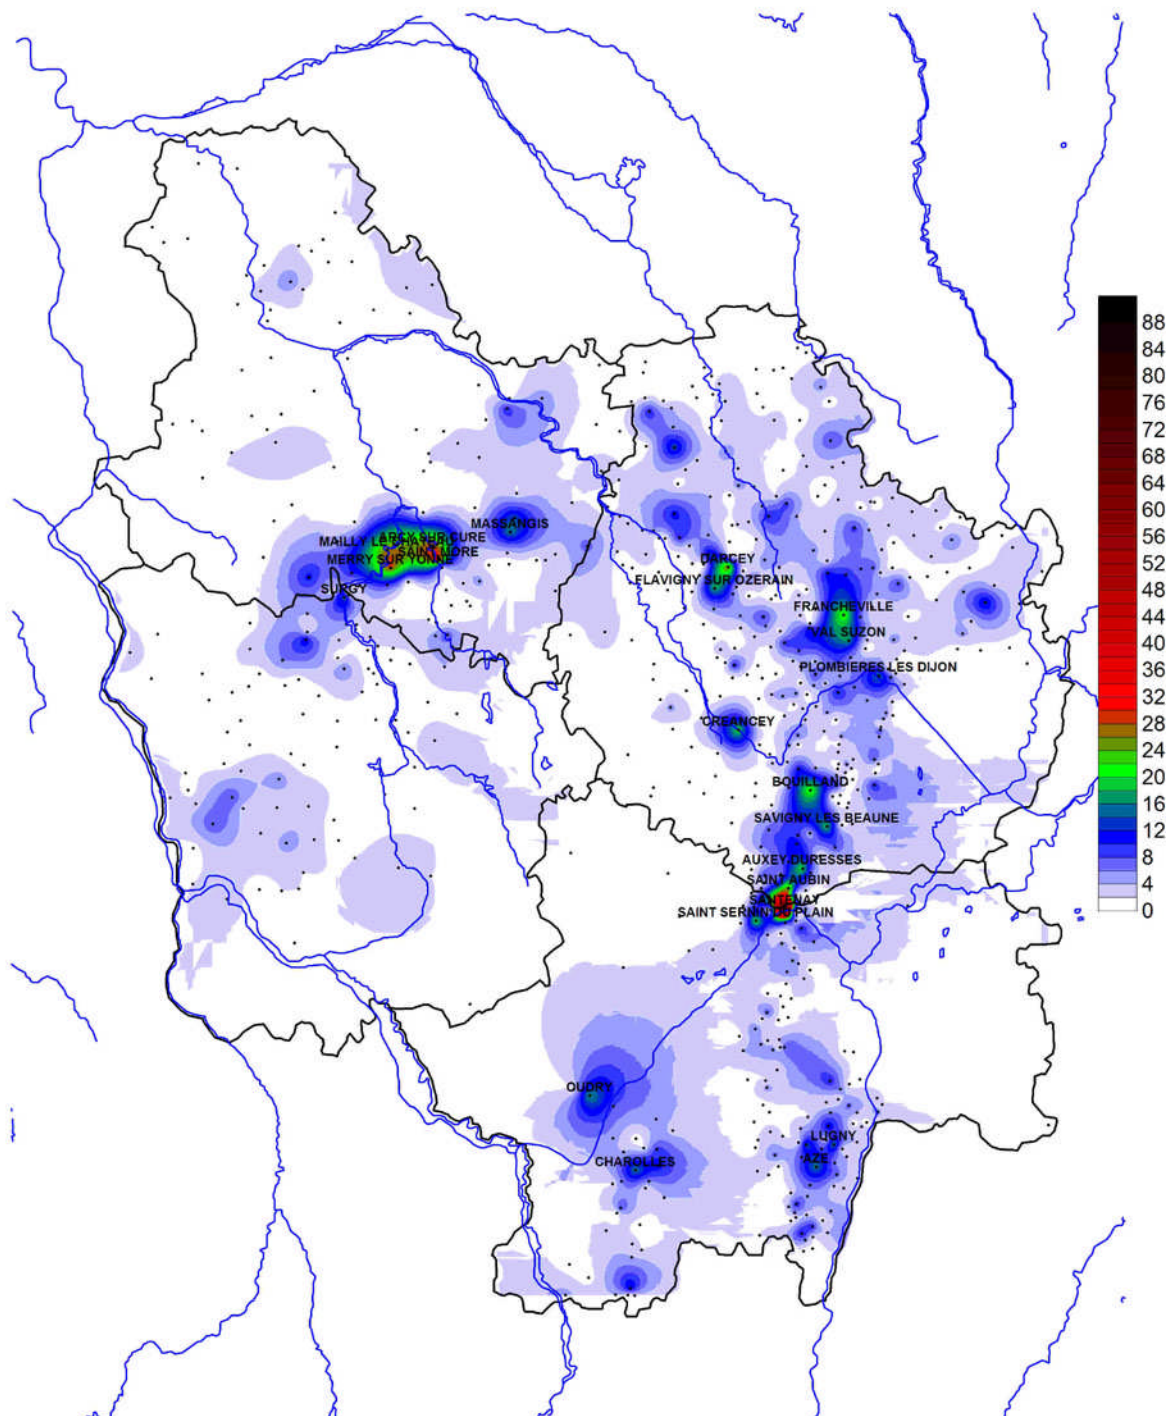 88
84
80
76
72
68
64
60
56
52
48
44
40
36
32
28
24
20
16
12
8
4
0
MASSANGIS
ARCY SUR CURE
MAILLY LE CHATEAU
SAINT MORE
MERRY SUR YONNE
SURGY
DARCEY
FLAVIGNY SUR OZERAIN
FRANCHEVILLE
VAL SUZON
PLOMBIERES LES DIJON
CREANCEY
BOUILLAND
SAVIGNY LES BEAUNE
AUXEY DURESSES
SAINT AUBIN
SANTENAY
SAINT SERNIN DU PLAIN
OUDRY
LUGNY
AZE
CHAROLLES